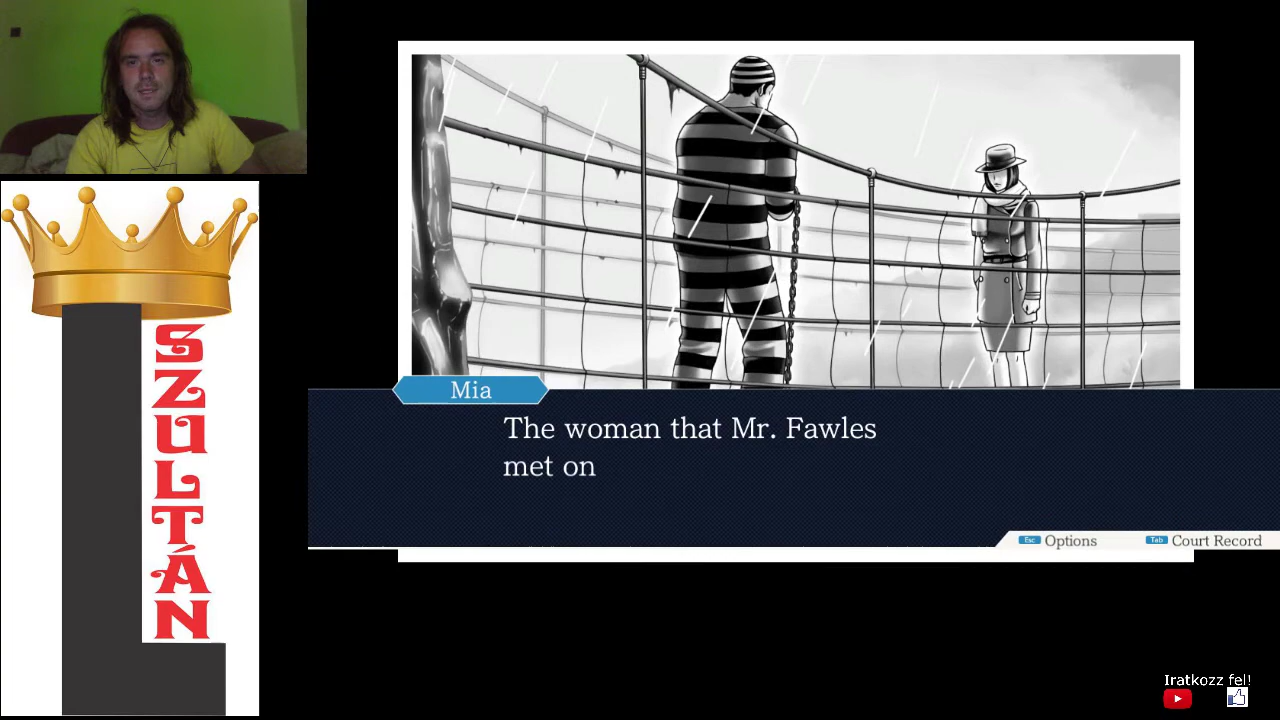 SZULTÁN
Mia
The woman that Mr. Fawles
met on
Esc Options Tab Court Record
Iratkozz fel!